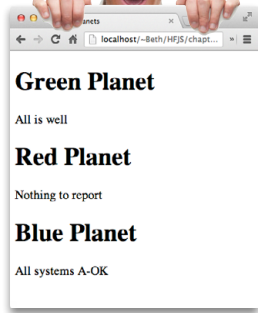 anets
localhost/~Beth/HFJS/chapt...
Green Planet
All is well
Red Planet
Nothing to report
Blue Planet
All systems A-OK